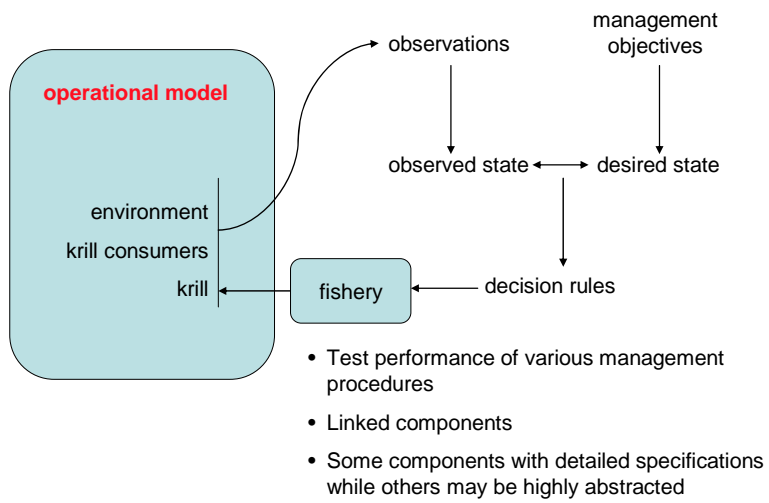 management
objectives
observations
operational model
observed state
desired state
environment
krill consumers
krill
fishery
decision rules
• Test performance of various management
procedures
• Linked components
• Some components with detailed specifications
while others may be highly abstracted